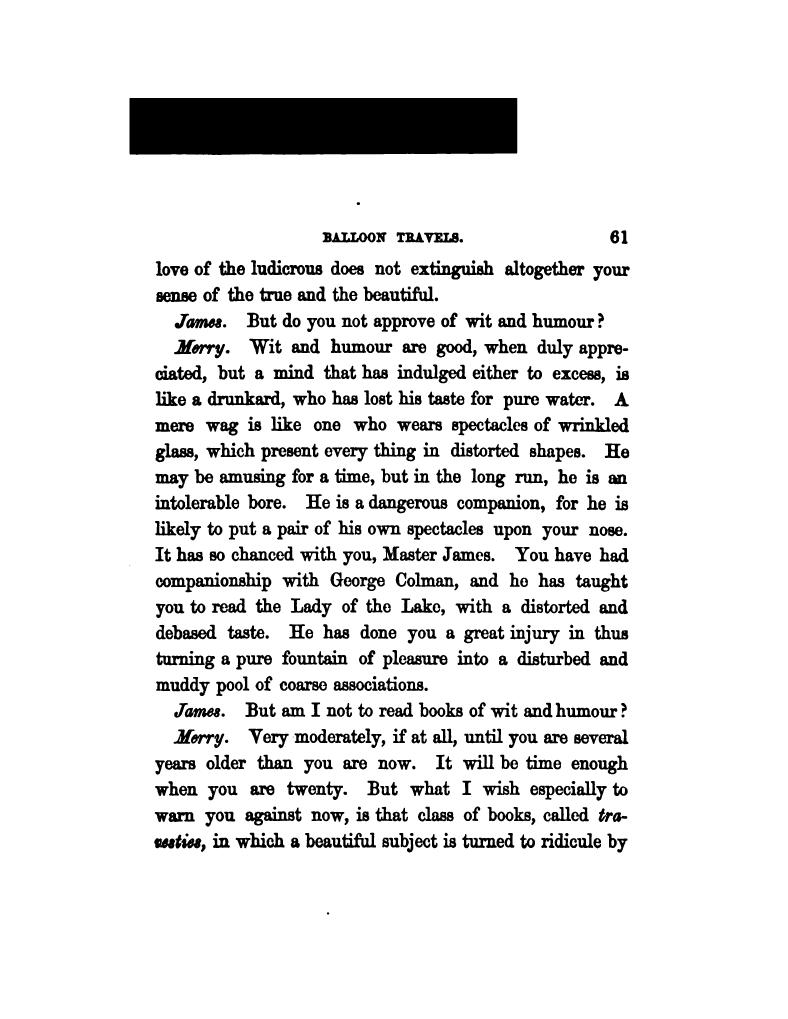 BALLOON TRAVELS. 61
love of the ludicrous does not extinguish altogether your
sense of the true and the beautiful.
James. But do you not approve of wit and humour?
Merry. Wit and humour are good, when duly appre-
ciated, but a mind that has indulged either to excess, is
like a drunkard, who has lost his taste for pure water. A
mere wag is like one who wears spectacles of wrinkled
glass, which present every thing in distorted shapes. He
may be amusing for a time, but in the long run, he is an
intolerable bore. He is a dangerous companion, for he is
likely to put a pair of his own spectacles upon your nose.
It has so chanced with you, Master James. You have had
companionship with George Colman, and he has taught
you to read the Lady of the Lake, with a distorted and
debased taste. He has done you a great injury in thus
turning a pure fountain of pleasure into a disturbed and
muddy pool of coarse associations.
James. But am I not to read books of wit and humour?
Merry. Very moderately, if at all, until you are several
years older than you are now. It will be time enough
when you are twenty. But what I wish especially to
warn you against now, is that class of books, called tra-
vesties, in which a beautiful subject is turned to ridicule by